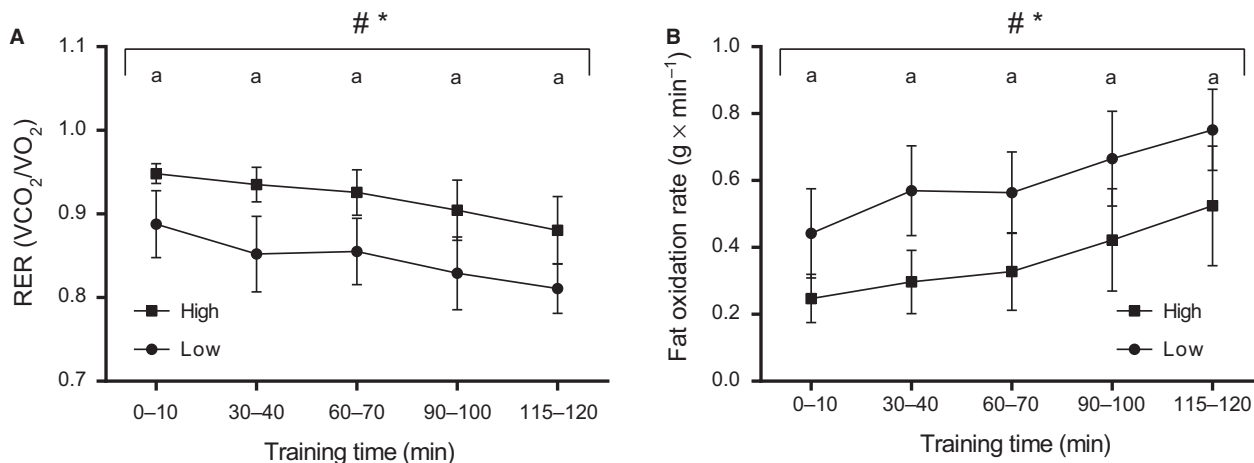 A
# *
RER (VCO₂/VO₂)
1.1
1.0
0.9
0.8
0.7
a a a a a
High
Low
0–10 30–40 60–70 90–100 115–120
Training time (min)
B
# *
Fat oxidation rate (g × min⁻¹)
1.0
0.8
0.6
0.4
0.2
0.0
a a a a a
High
Low
0–10 30–40 60–70 90–100 115–120
Training time (min)